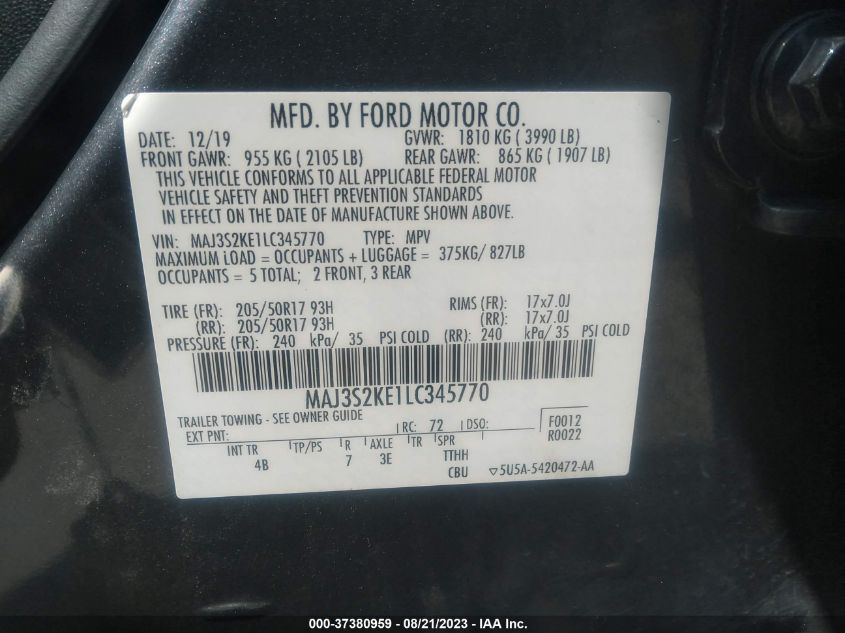 MFD. BY FORD MOTOR CO.
DATE: 12/19 GVWR: 1810 KG ( 3990 LB)
FRONT GAWR: 955 KG ( 2105 LB) REAR GAWR: 865 KG ( 1907 LB)
THIS VEHICLE CONFORMS TO ALL APPLICABLE FEDERAL MOTOR
VEHICLE SAFETY AND THEFT PREVENTION STANDARDS
IN EFFECT ON THE DATE OF MANUFACTURE SHOWN ABOVE.
VIN: MAJ3S2KE1LC345770 TYPE: MPV
MAXIMUM LOAD = OCCUPANTS + LUGGAGE = 375KG/ 827LB
OCCUPANTS = 5 TOTAL; 2 FRONT, 3 REAR
TIRE (FR): 205/50R17 93H RIMS (FR): 17x7.0J
(RR): 205/50R17 93H (RR): 17x7.0J
PRESSURE (FR): 240 kPa/ 35 PSI COLD (RR): 240 kPa/ 35 PSI COLD
MAJ3S2KE1LC345770
TRAILER TOWING - SEE OWNER GUIDE
EXT PNT: RC: 72 DSO: F0012
R0022
INT TR TP/PS R AXLE TR SPR
4B 7 3E TTHH
CBU ▽5U5A-5420472-AA
000-37380959 - 08/21/2023 - IAA Inc.